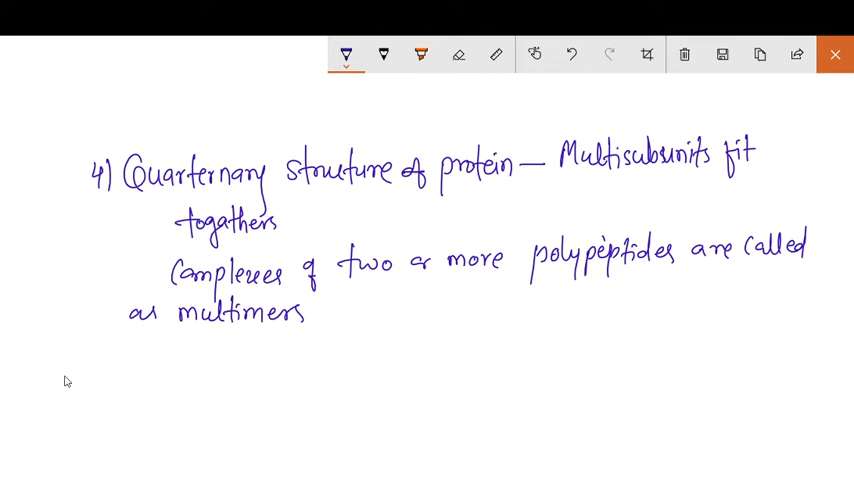 4) Quarternary structure of protein — Multisubunits fit
togathers
Complexes of two or more polypeptides are called
as multimers